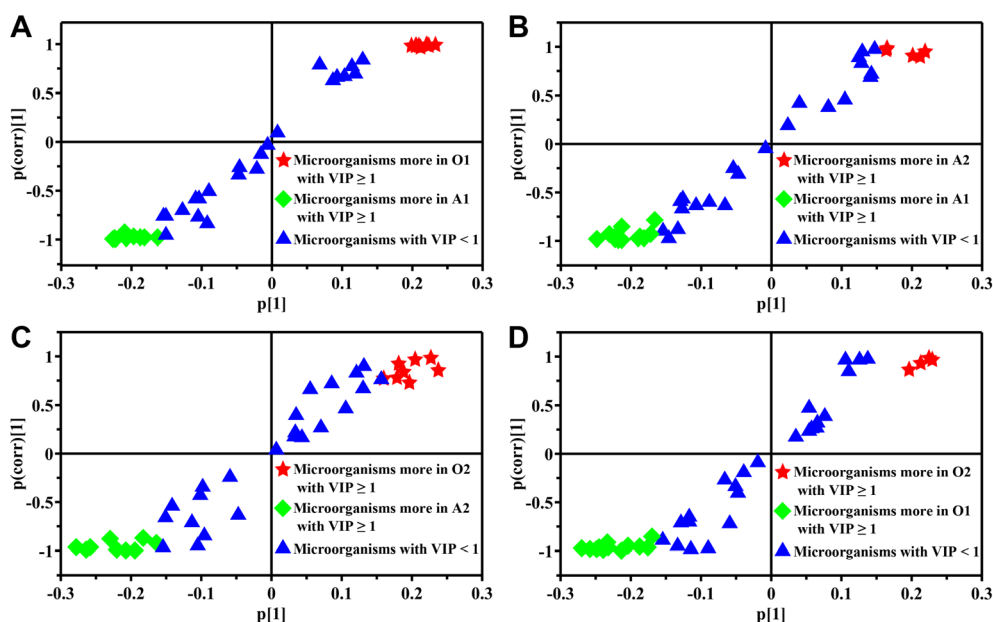 A
1
0.5
0
-0.5
-1
p(corr)[1]
-0.3
-0.2
-0.1
0
0.1
0.2
0.3
p[1]
Microorganisms more in O1
with VIP ≥ 1
Microorganisms more in A1
with VIP ≥ 1
Microorganisms with VIP < 1
B
1
0.5
0
-0.5
-1
p(corr)[1]
-0.3
-0.2
-0.1
0
0.1
0.2
0.3
p[1]
Microorganisms more in A2
with VIP ≥ 1
Microorganisms more in A1
with VIP ≥ 1
Microorganisms with VIP < 1
C
1
0.5
0
-0.5
-1
p(corr)[1]
-0.3
-0.2
-0.1
0
0.1
0.2
0.3
p[1]
Microorganisms more in O2
with VIP ≥ 1
Microorganisms more in A2
with VIP ≥ 1
Microorganisms with VIP < 1
D
1
0.5
0
-0.5
-1
p(corr)[1]
-0.3
-0.2
-0.1
0
0.1
0.2
0.3
p[1]
Microorganisms more in O2
with VIP ≥ 1
Microorganisms more in O1
with VIP ≥ 1
Microorganisms with VIP < 1